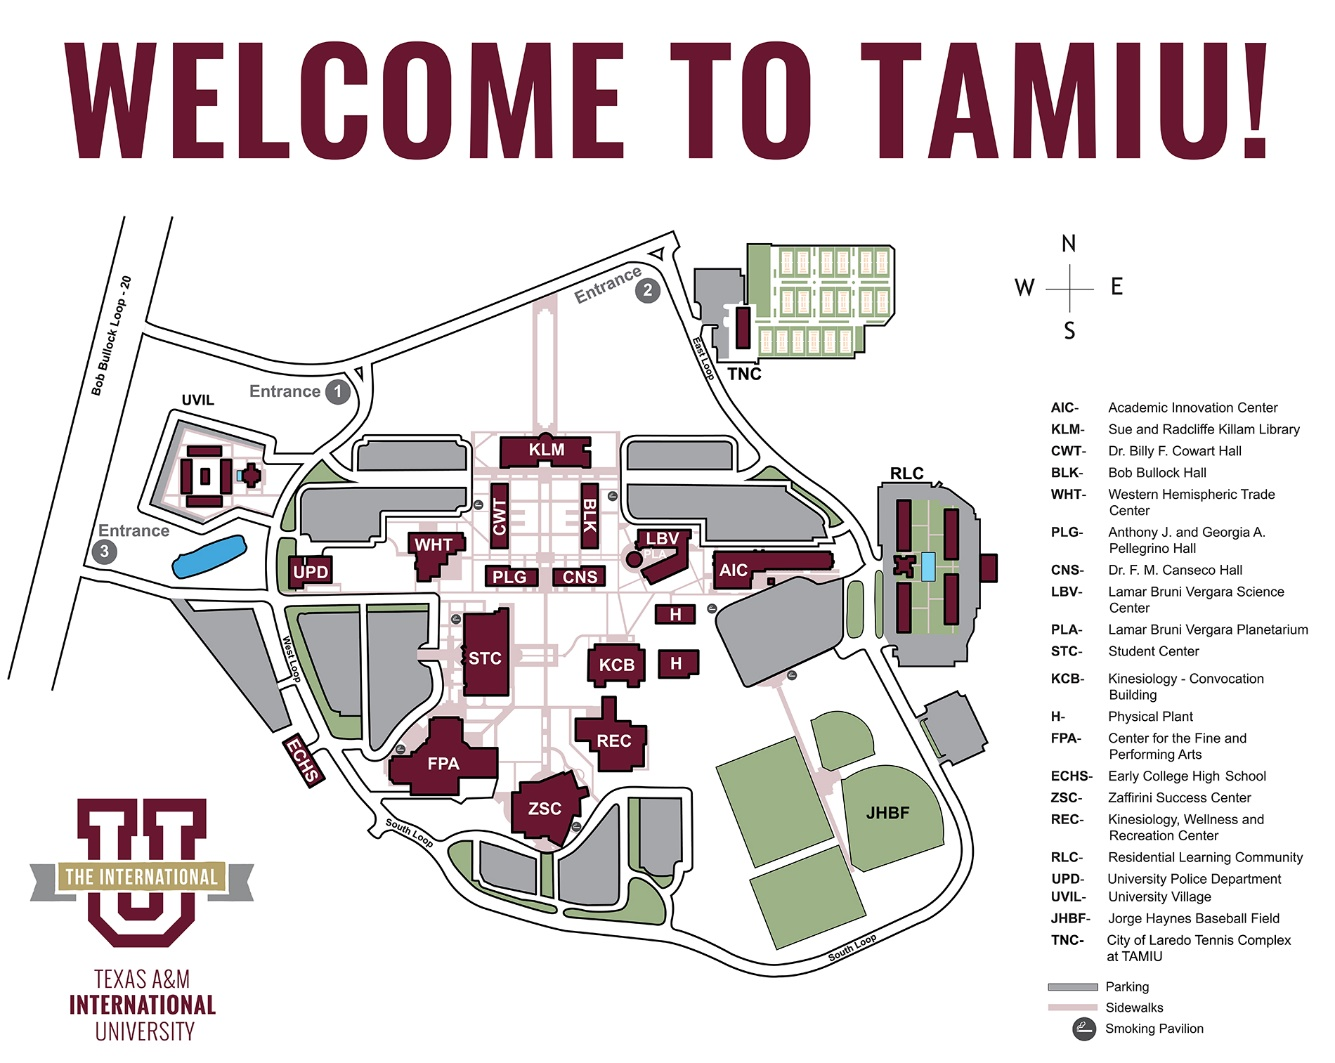 WELCOME TO TAMIU!
Bob Bullock Loop - 20
Entrance 1
Entrance 2
Entrance 3
N
W E
S
East Loop
TNC
UVIL
KLM
RLC
CWT
BLK
WHT
LBV
PLA
UPD
PLG
CNS
AIC
H
STC
KCB
H
West Loop
REC
FPA
ECHS
ZSC
JHBF
South Loop
South Loop
AIC- Academic Innovation Center
KLM- Sue and Radcliffe Killam Library
CWT- Dr. Billy F. Cowart Hall
BLK- Bob Bullock Hall
WHT- Western Hemispheric Trade
Center
PLG- Anthony J. and Georgia A.
Pellegrino Hall
CNS- Dr. F. M. Canseco Hall
LBV- Lamar Bruni Vergara Science
Center
PLA- Lamar Bruni Vergara Planetarium
STC- Student Center
KCB- Kinesiology - Convocation
Building
H- Physical Plant
FPA- Center for the Fine and
Performing Arts
ECHS- Early College High School
ZSC- Zaffirini Success Center
REC- Kinesiology, Wellness and
Recreation Center
RLC- Residential Learning Community
UPD- University Police Department
UVIL- University Village
JHBF- Jorge Haynes Baseball Field
TNC- City of Laredo Tennis Complex
at TAMIU
Parking
Sidewalks
Smoking Pavilion
U
THE INTERNATIONAL
TEXAS A&M
INTERNATIONAL
UNIVERSITY